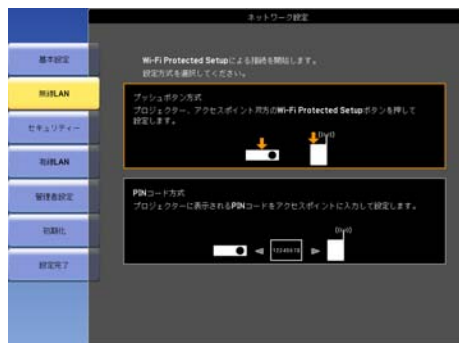 ネットワーク設定
基本設定
無線LAN
セキュリティー
有線LAN
管理者設定
初期化
設定完了
Wi-Fi Protected Setupによる接続を開始します。
設定方式を選択してください。
プッシュボタン方式
プロジェクター、アクセスポイント双方のWi-Fi Protected Setupボタンを押して
設定します。
PINコード方式
プロジェクターに表示されるPINコードをアクセスポイントに入力して設定します。
12345678